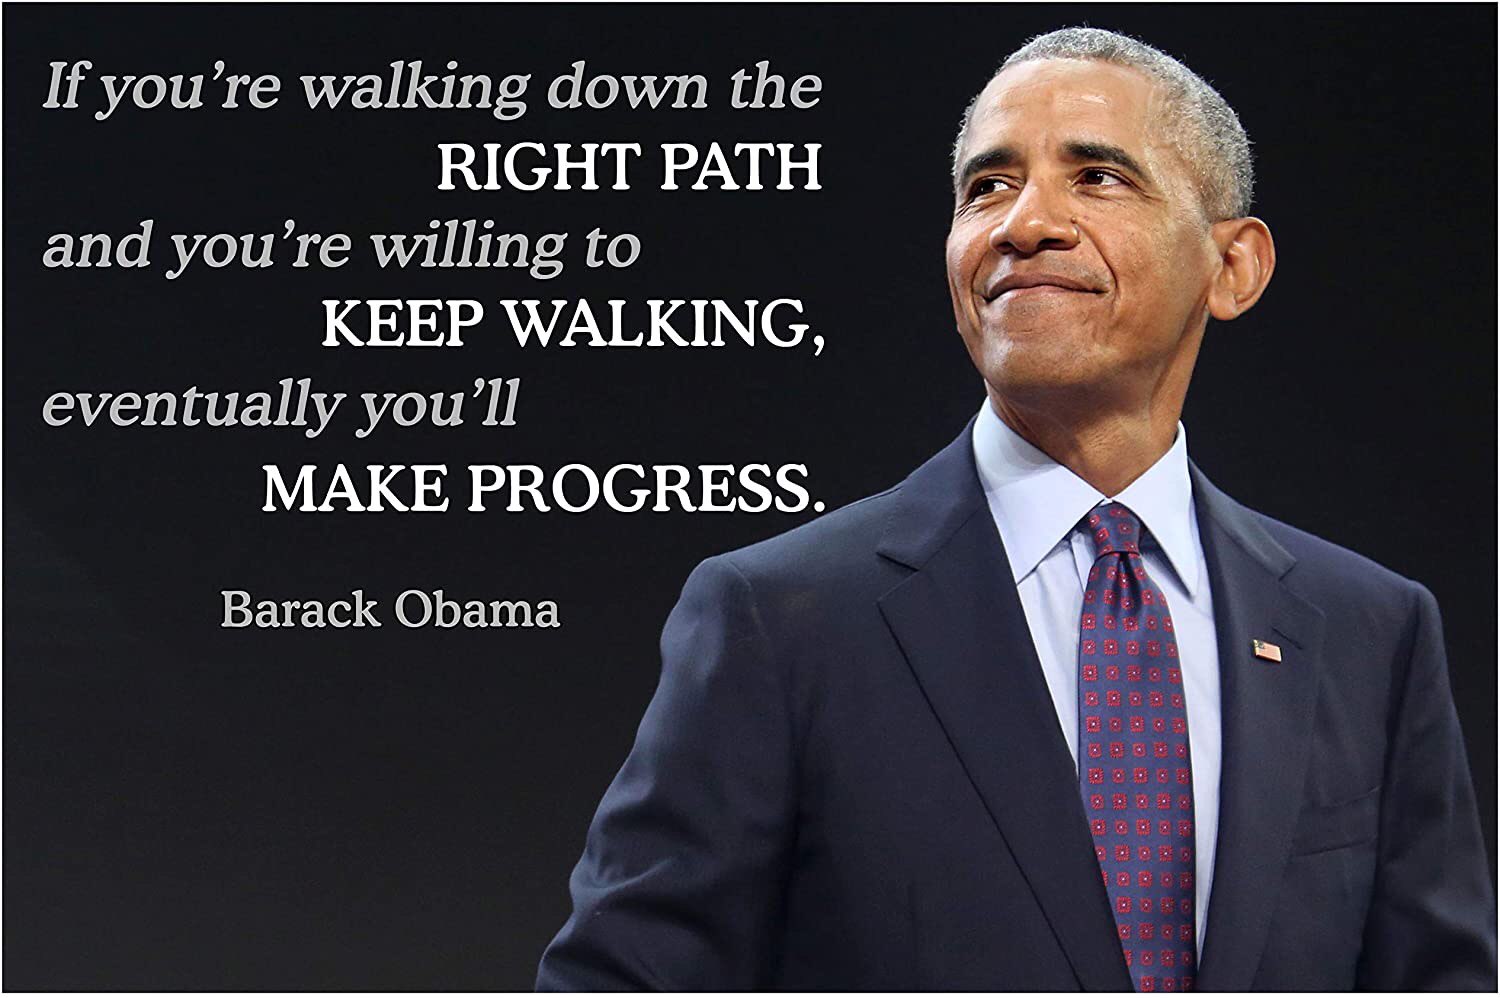 If you’re walking down the
RIGHT PATH
and you’re willing to
KEEP WALKING,
eventually you’ll
MAKE PROGRESS.
Barack Obama